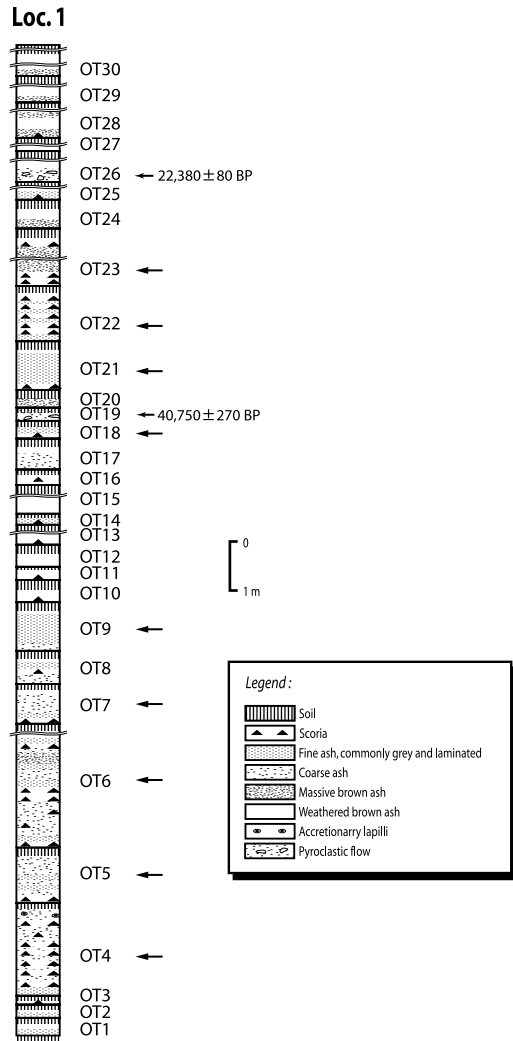 Loc. 1
OT30
OT29
OT28
OT27
OT26 22,380±80 BP
OT25
OT24
OT23
OT22
OT21
OT20
OT19 40,750±270 BP
OT18
OT17
OT16
OT15
OT14
OT13
OT12
OT11
OT10
OT9
OT8
OT7
OT6
OT5
OT4
OT3
OT2
OT1
0
1 m
Legend :
Soil
Scoria
Fine ash, commonly grey and laminated
Coarse ash
Massive brown ash
Weathered brown ash
Accretionarry lapilli
Pyroclastic flow